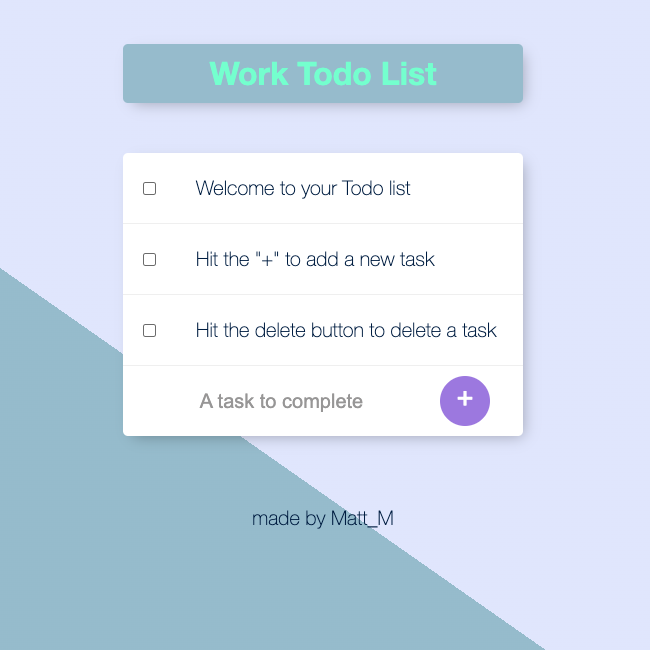 Work Todo List
Welcome to your Todo list
Hit the "+" to add a new task
Hit the delete button to delete a task
A task to complete
+
made by Matt_M